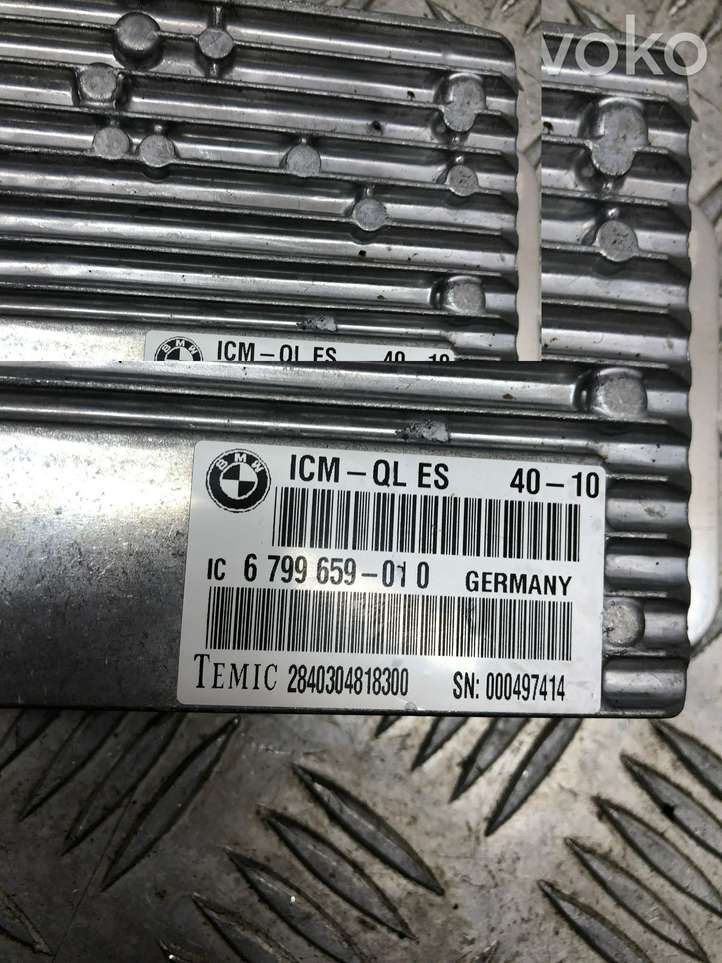 voko
BMW
ICM-QL ES 40-10
BMW
ICM-QL ES 40-10
IC 6 799 659-01 0 GERMANY
TEMIC 2840304818300 SN: 000497414